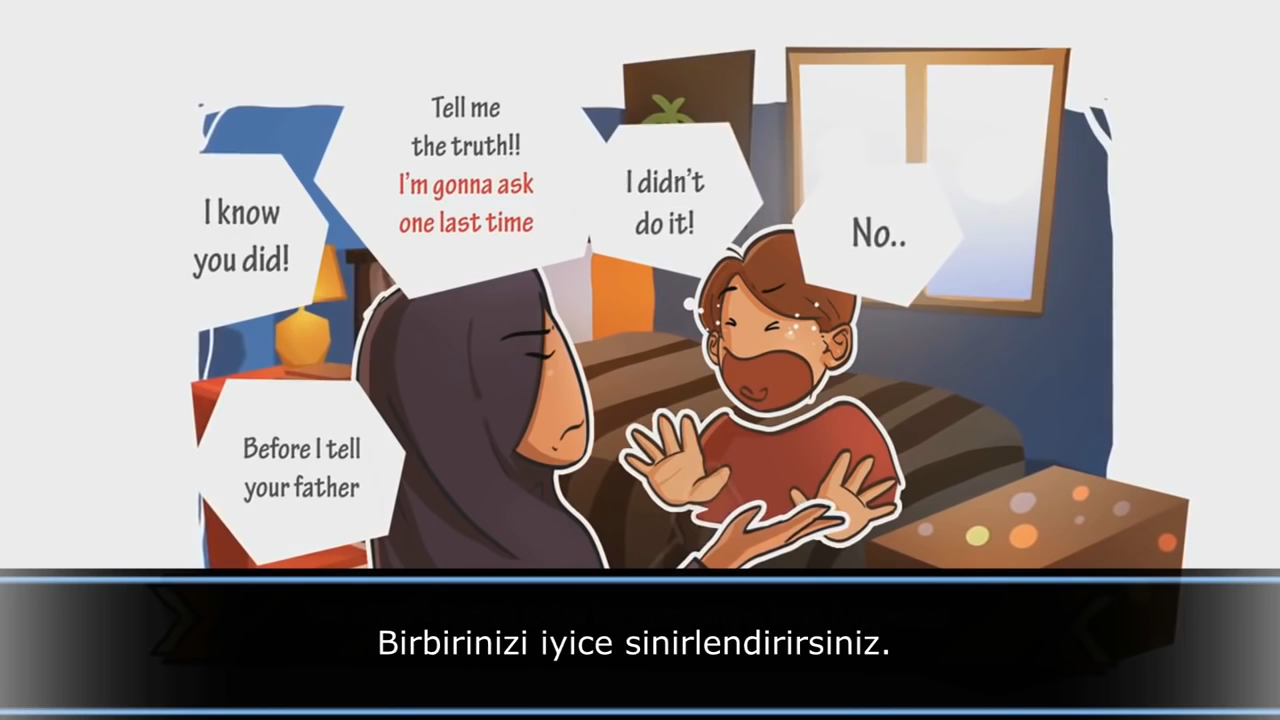 Tell me
the truth!!
I'm gonna ask
one last time
I know
you did!
I didn't
do it!
No..
Before I tell
your father
Birbirinizi iyice sinirlendirirsiniz.